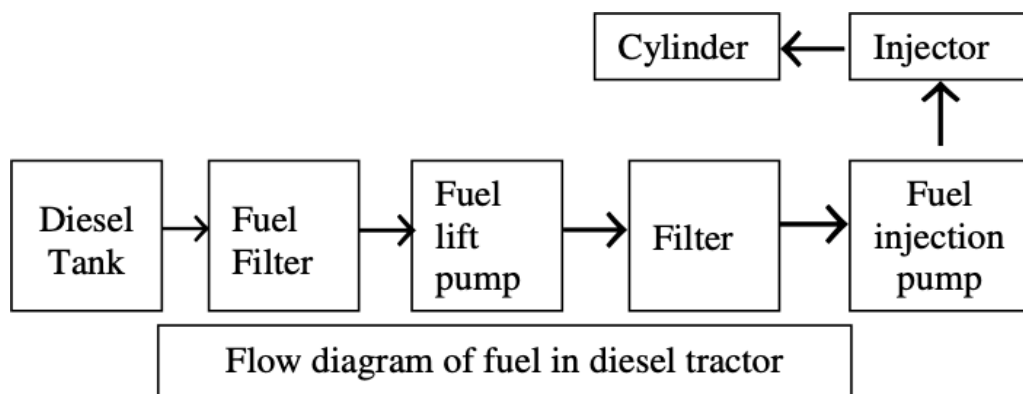 Cylinder
Injector
Diesel
Tank
Fuel
Filter
Fuel
lift
pump
Filter
Fuel
injection
pump
Flow diagram of fuel in diesel tractor